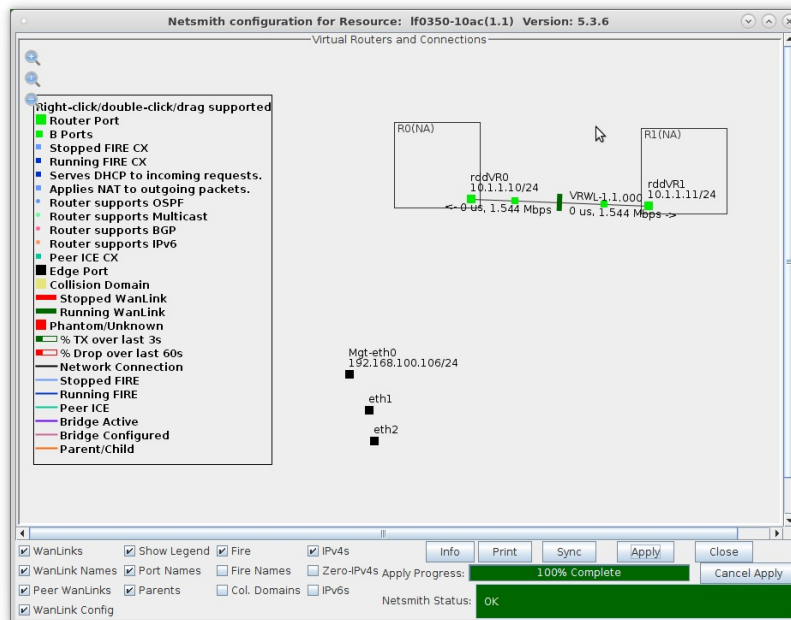 Netsmith configuration for Resource: lf0350-10ac(1.1) Version: 5.3.6
Virtual Routers and Connections
Right-click/double-click/drag supported
Router Port
B Ports
Stopped FIRE CX
Running FIRE CX
Serves DHCP to incoming requests.
Applies NAT to outgoing packets.
Router supports OSPF
Router supports Multicast
Router supports BGP
Router supports IPv6
Peer ICE CX
Edge Port
Collision Domain
Stopped WanLink
Running WanLink
Phantom/Unknown
% TX over last 3s
% Drop over last 60s
Network Connection
Stopped FIRE
Running FIRE
Peer ICE
Bridge Active
Bridge Configured
Parent/Child
R0(NA)
rddVR0
10.1.1.10/24
<- 0 us, 1.544 Mbps
VRWL-1.1.000
0 us, 1.544 Mbps ->
R1(NA)
rddVR1
10.1.1.11/24
Mgt-eth0
192.168.100.106/24
eth1
eth2
WanLinks Show Legend Fire IPv4s Info Print Sync Apply Close
WanLink Names Port Names Fire Names Zero-IPv4s Apply Progress: 100% Complete Cancel Apply
Peer WanLinks Parents Col. Domains IPv6s Netsmith Status: OK
WanLink Config